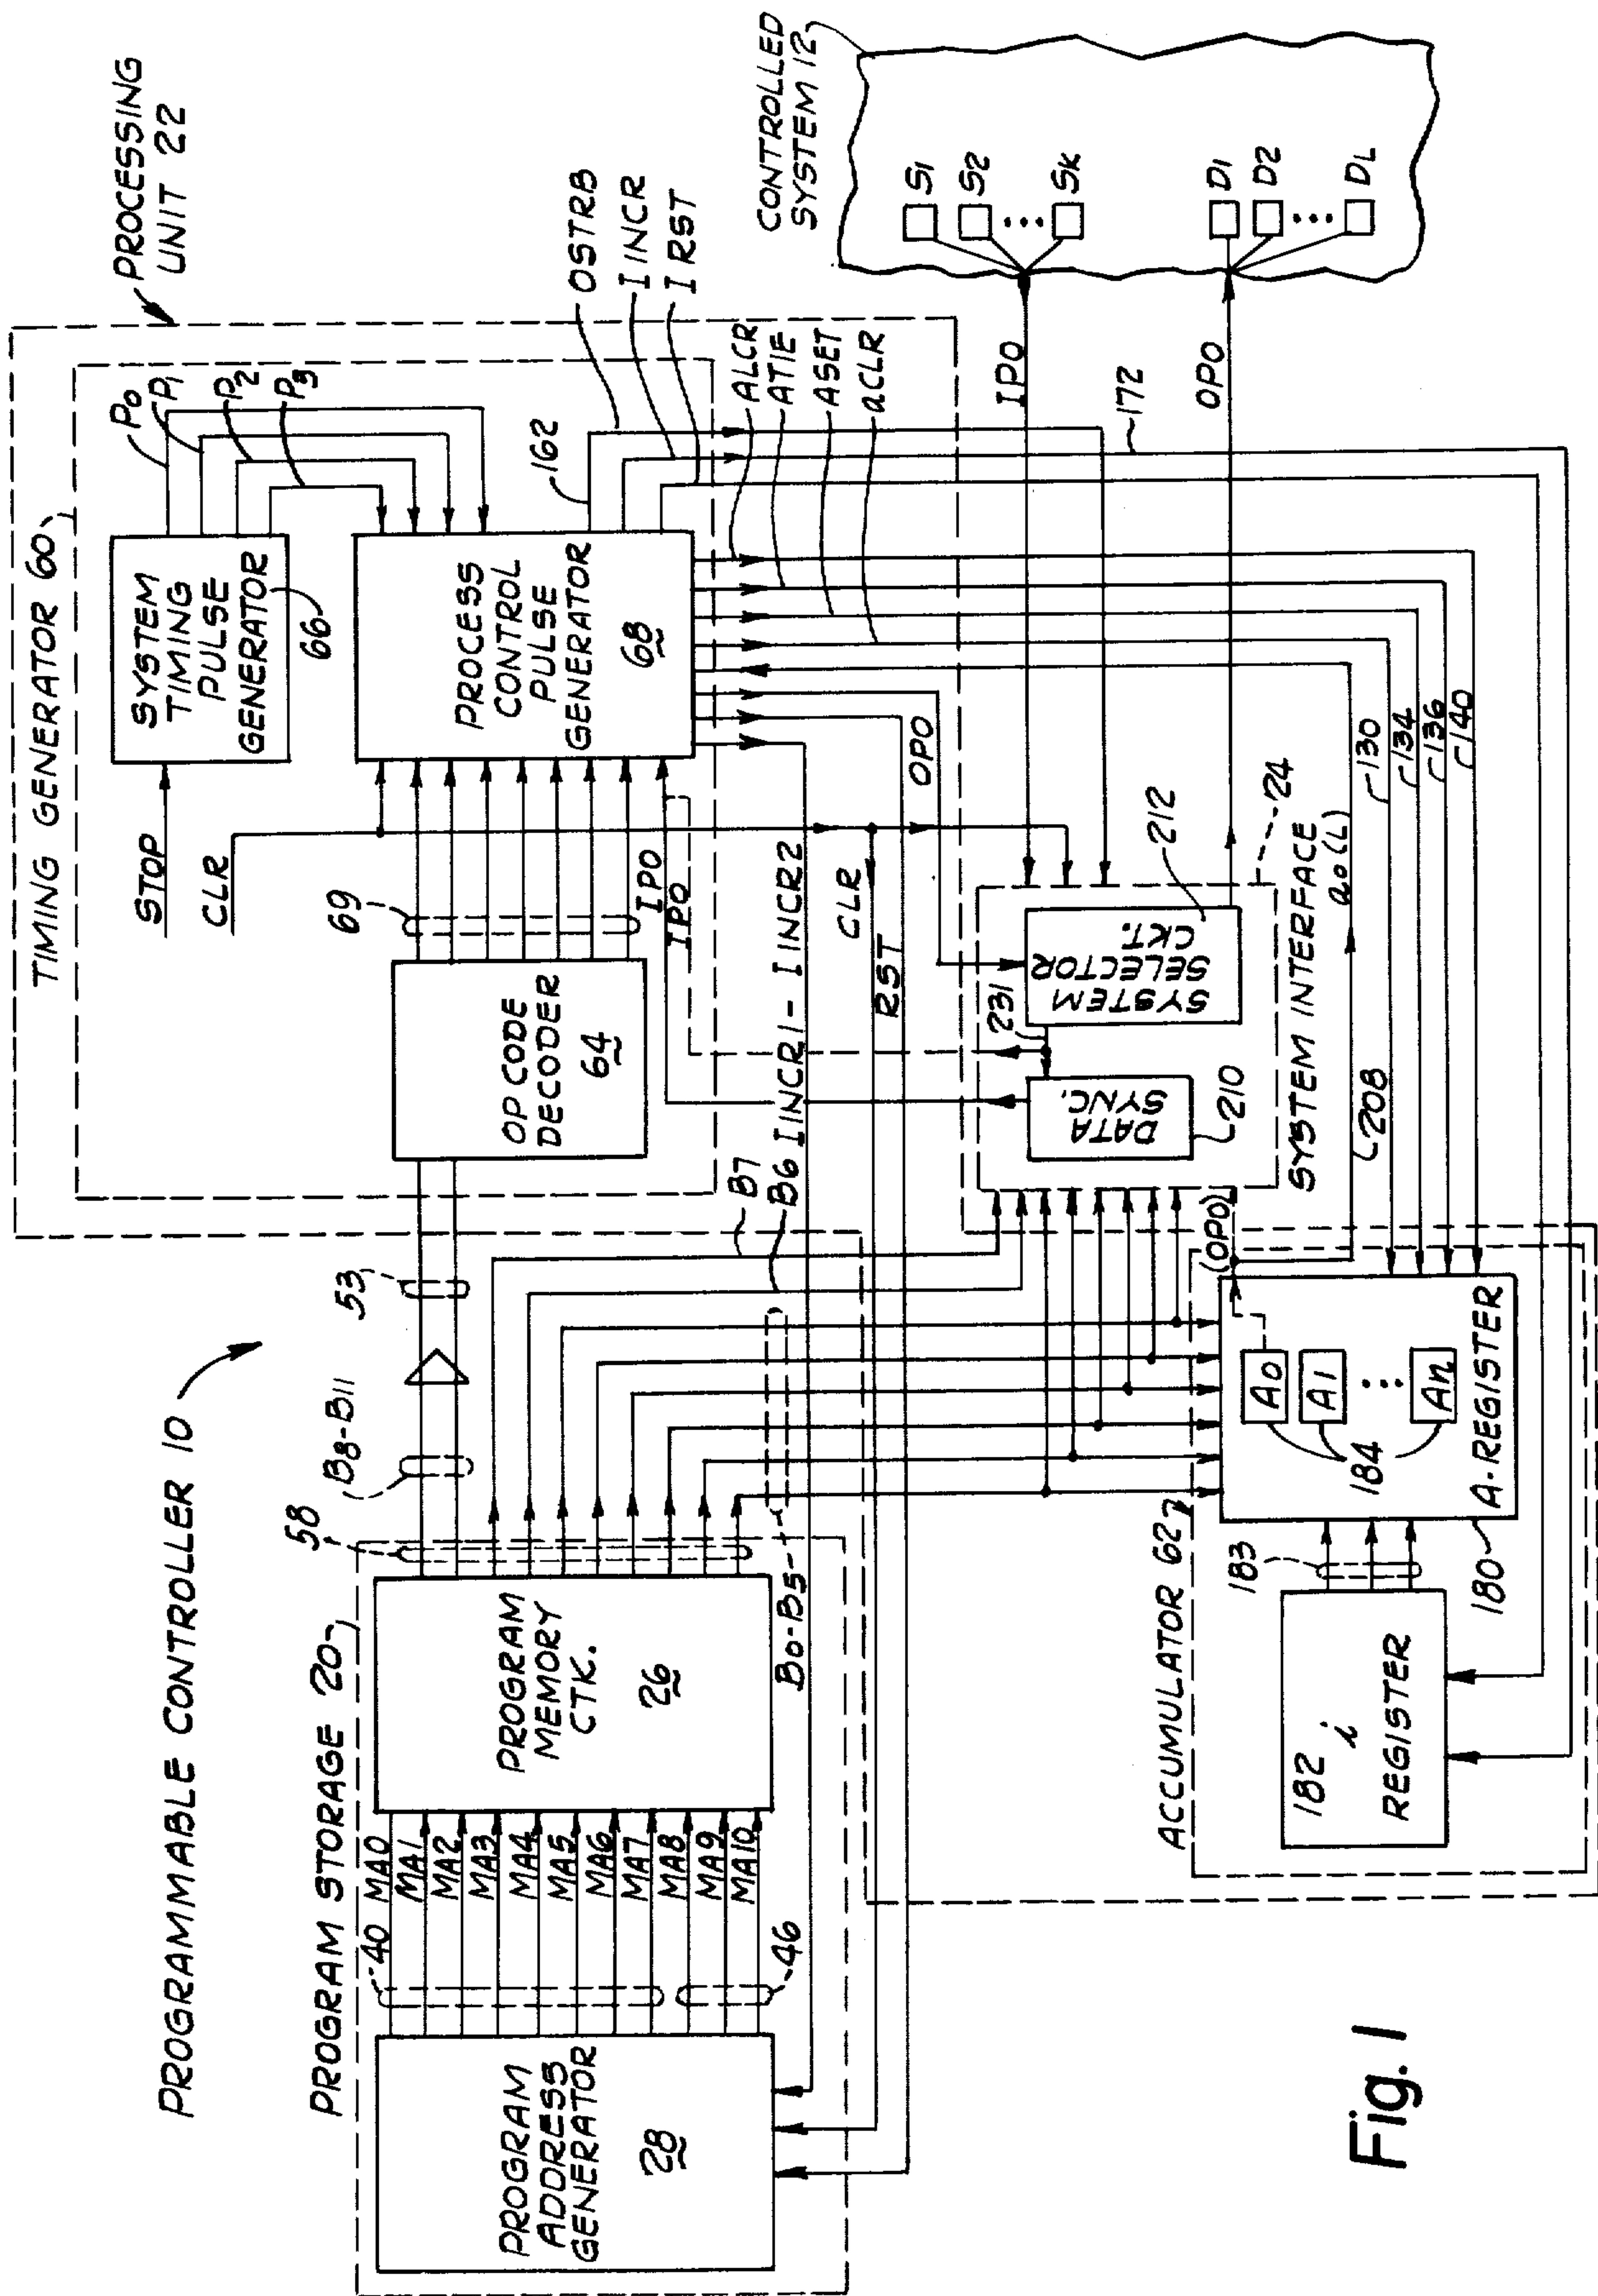 PROGRAMMABLE CONTROLLER 10
PROGRAM STORAGE 20
PROGRAM
ADDRESS
GENERATOR
28
40
46
MA0
MA1
MA2
MA3
MA4
MA5
MA6
MA7
MA8
MA9
MA10
PROGRAM
MEMORY
CTK.
26
58
B8-B11
53
B0-B5
B7
B6
IINCR1-IINCR2
TIMING GENERATOR 60
PROCESSING
UNIT 22
STOP
CLR
SYSTEM
TIMING
PULSE
GENERATOR
66
P0
P1
P2
P3
OP CODE
DECODER
64
69
IPO
IPO
PROCESS
CONTROL
PULSE
GENERATOR
68
162
OSTRB
IINCR
IRST
ALCR
ATIE
ASET
aCLR
OPO
CLR
RST
CONTROLLED
SYSTEM 12
S1
S2
SK
D1
D2
DL
IPO
OPO
172
SYSTEM INTERFACE
24
SYSTEM
SELECTOR
CKT.
212
231
DATA
SYNC.
210
(OPO)
a0(L)
208
130
134
136
140
ACCUMULATOR 62
182
i
REGISTER
183
180
A-REGISTER
A0
A1
An
184
Fig. 1